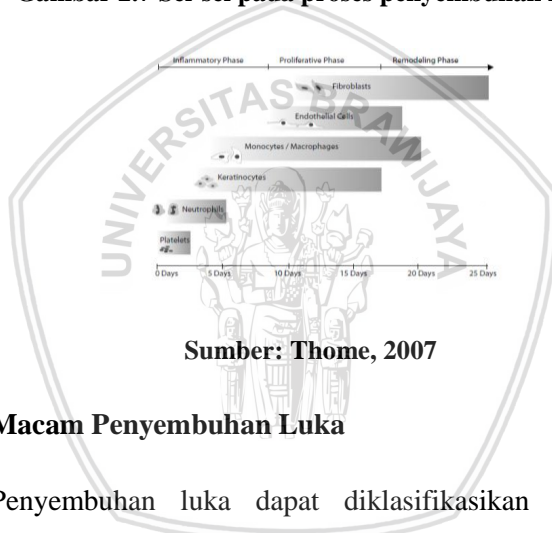 Gambar 2.7 Sel-sel pada proses penyembuhan
Inflammatory Phase Proliferative Phase Remodeling Phase
Fibroblasts
Endothelial Cells
Monocytes / Macrophages
Keratinocytes
Neutrophils
Platelets
0 Days 5 Days 10 Days 15 Days 20 Days 25 Days
UNIVERSITAS BRAWIJAYA
Sumber: Thome, 2007
Macam Penyembuhan Luka
Penyembuhan luka dapat diklasifikasikan